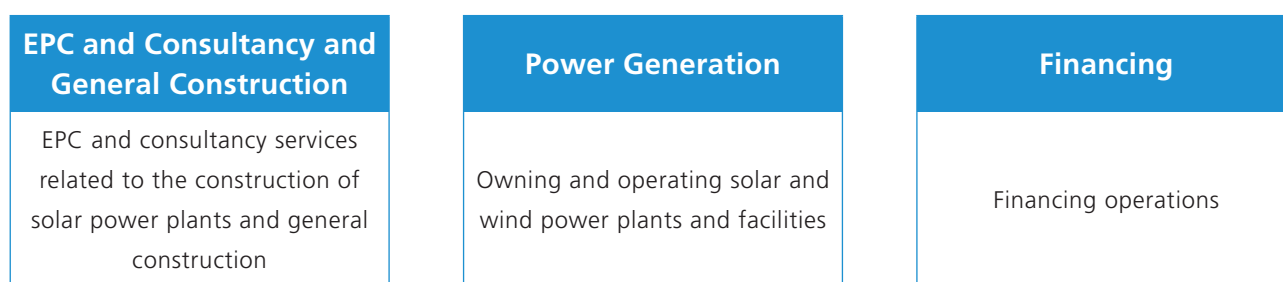 EPC and Consultancy and
General Construction
EPC and consultancy services
related to the construction of
solar power plants and general
construction
Power Generation
Owning and operating solar and
wind power plants and facilities
Financing
Financing operations